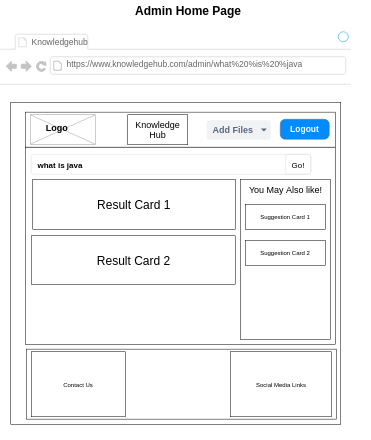 Admin Home Page
Knowledgehub
https://www.knowledgehub.com/admin/what%20%is%20%java
Logo
Knowledge
Hub
Add Files
Logout
what is java
Go!
Result Card 1
You May Also like!
Suggestion Card 1
Result Card 2
Suggestion Card 2
Contact Us
Social Media Links